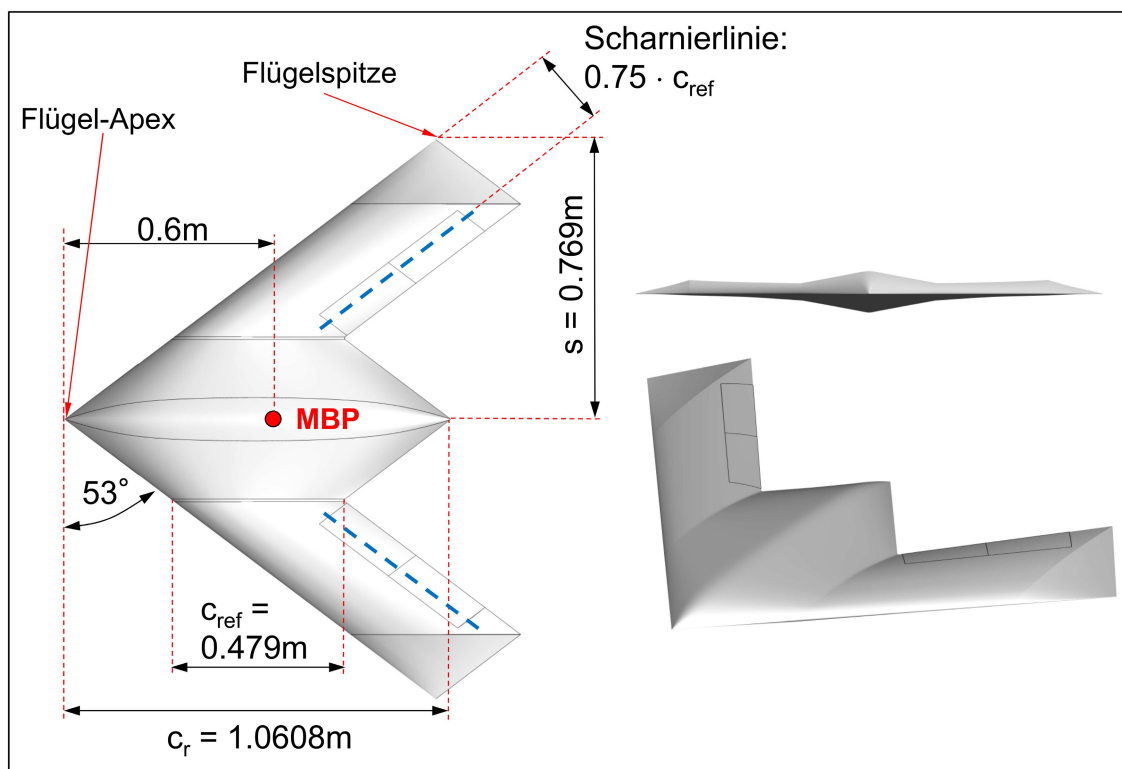 Scharnierlinie:
0.75 · c_ref
Flügelspitze
Flügel-Apex
0.6m
s = 0.769m
MBP
53°
c_ref =
0.479m
c_r = 1.0608m